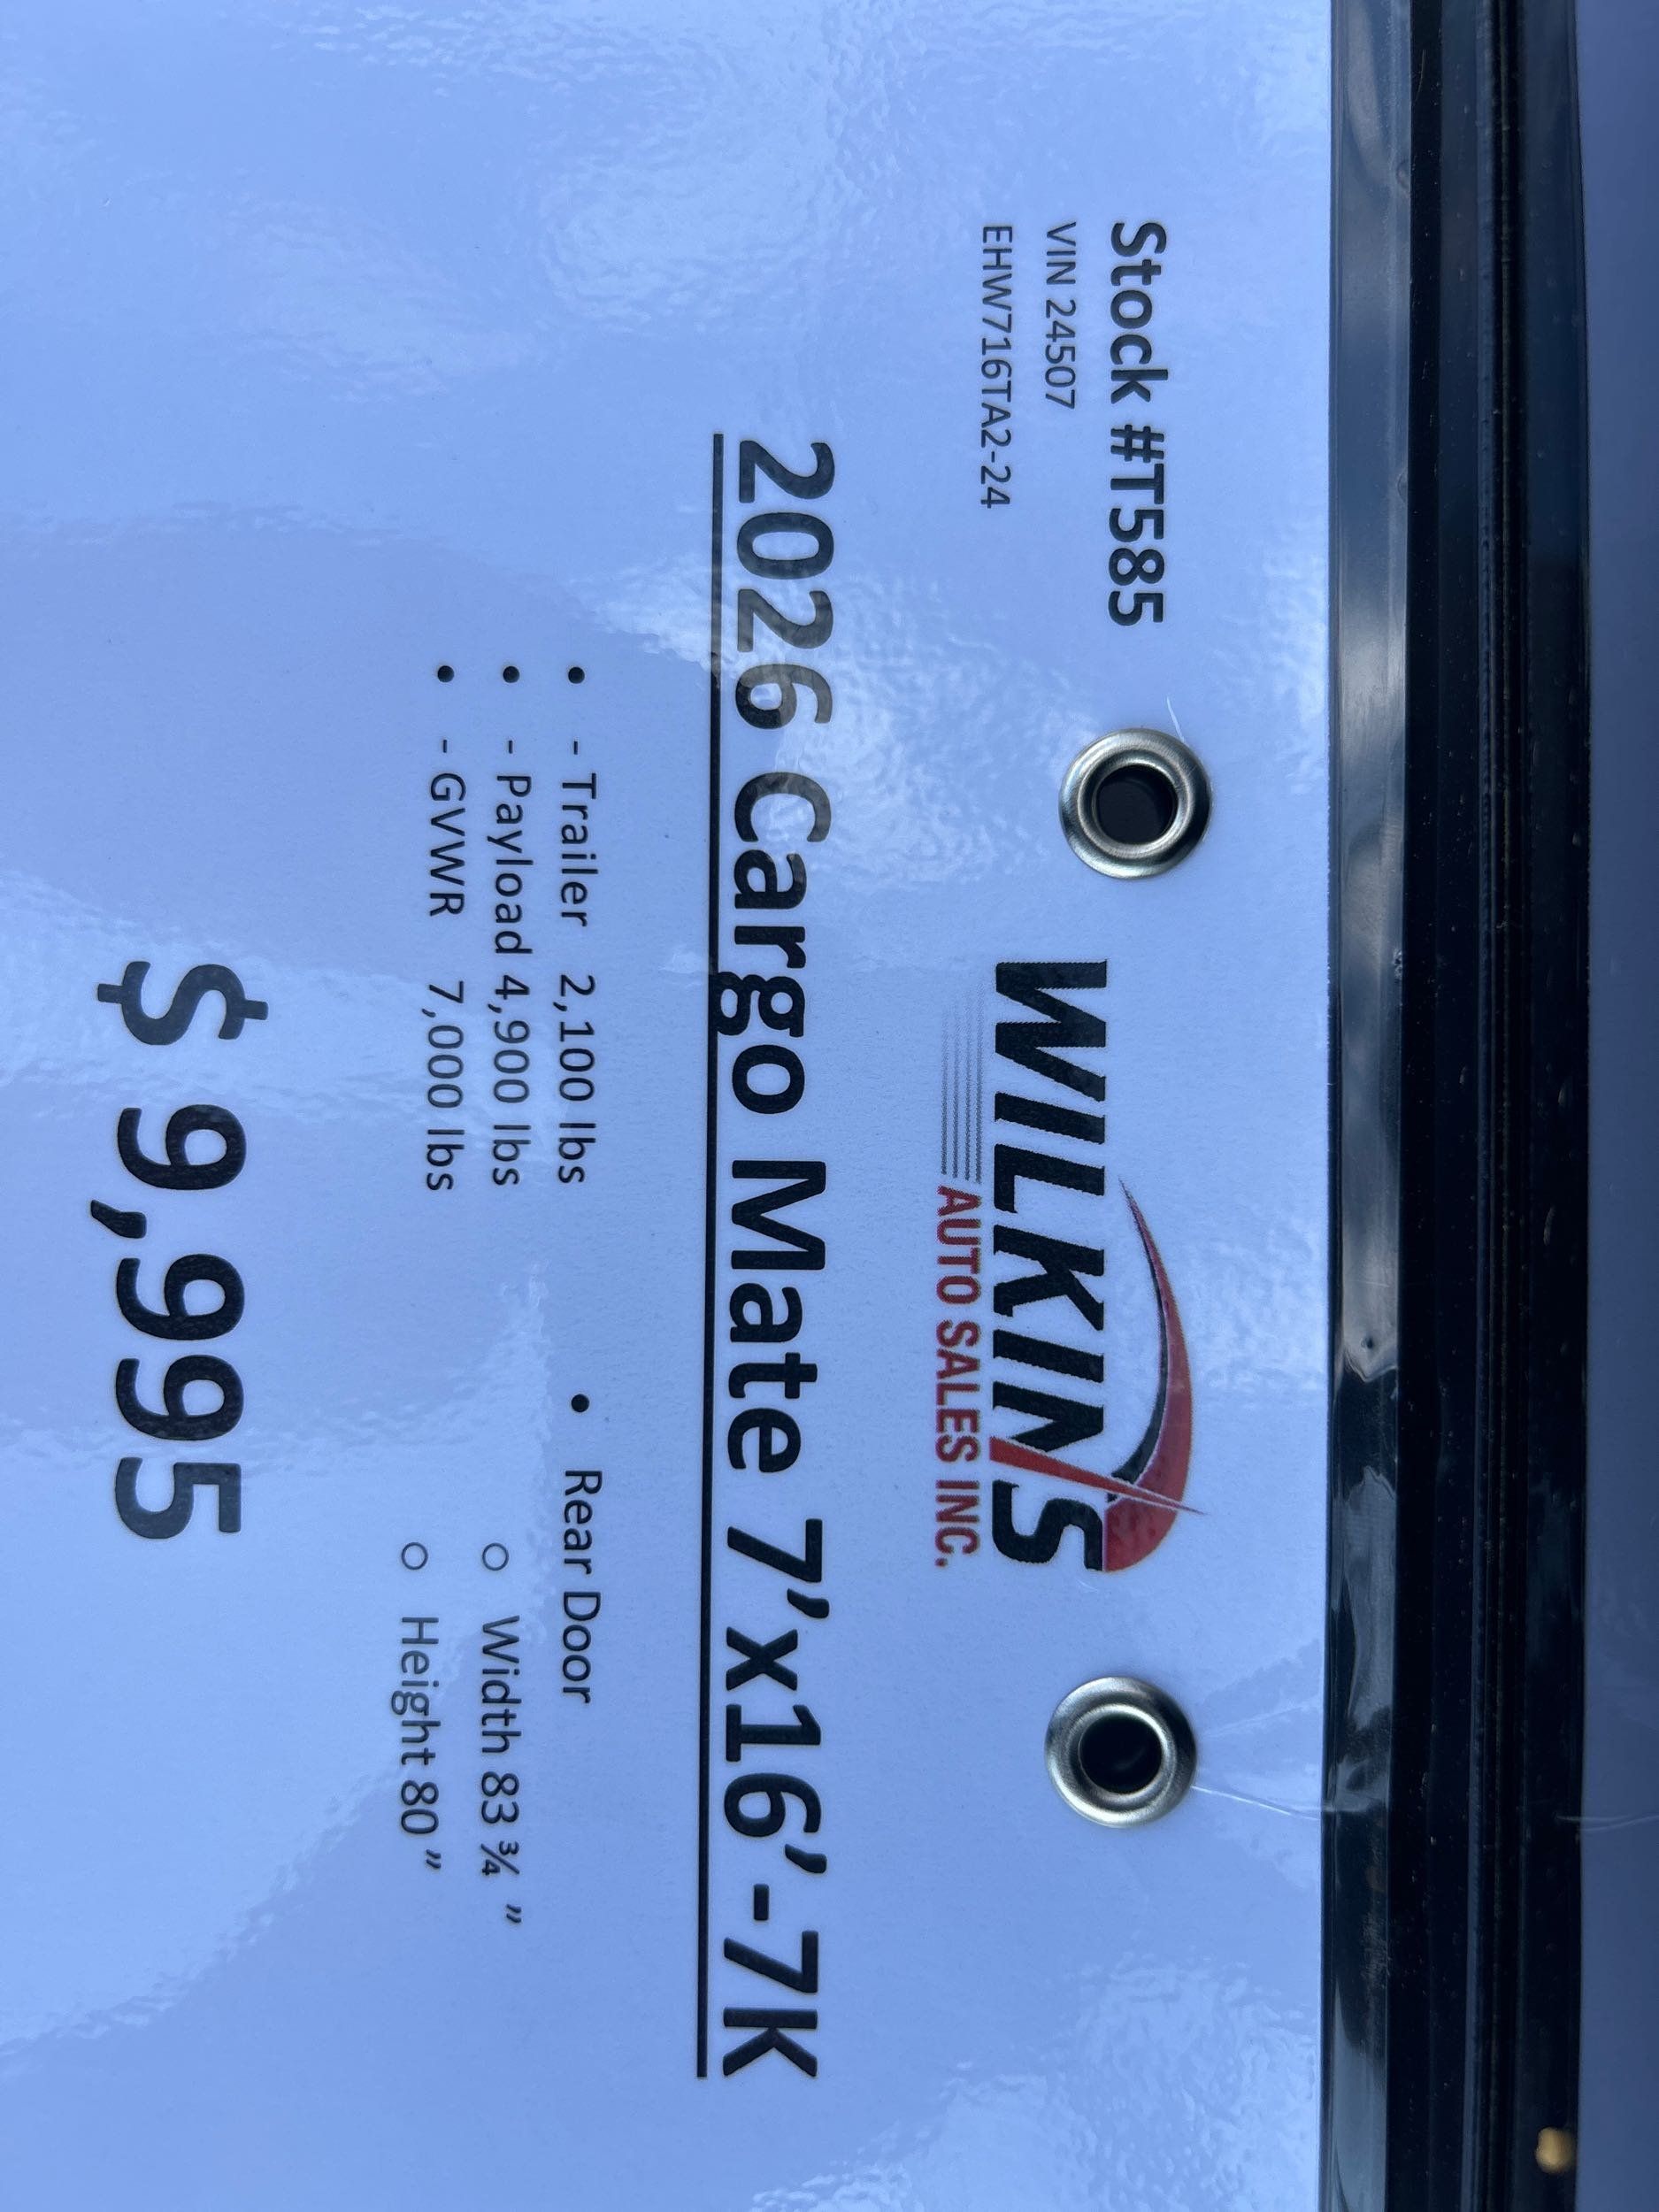 Stock #T585
VIN 24507
EHW716TA2-24
WILKINS
AUTO SALES INC.
2026 Cargo Mate 7’x16’-7K
• - Trailer 2,100 lbs
• - Payload 4,900 lbs
• - GVWR 7,000 lbs
• Rear Door
○ Width 83 ¾ ”
○ Height 80 ”
$ 9,995